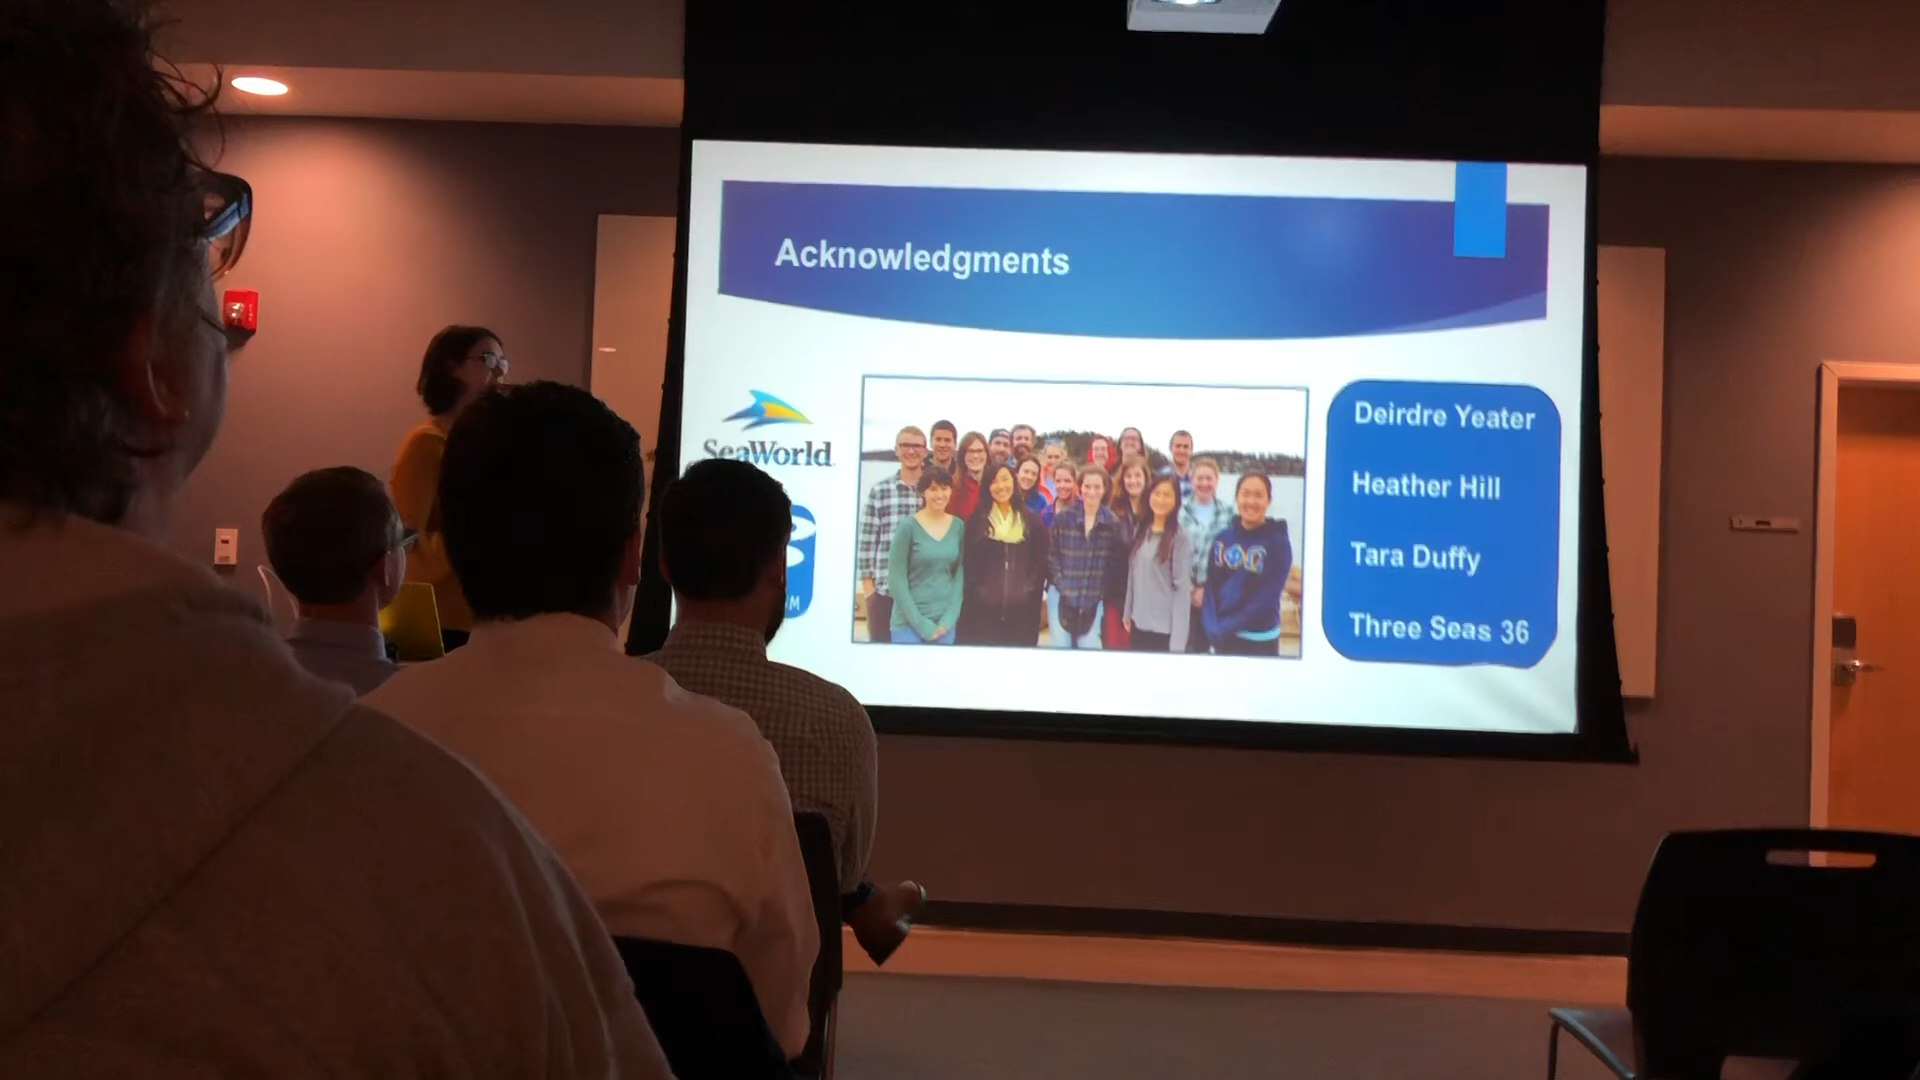 Acknowledgments
SeaWorld
Deirdre Yeater
Heather Hill
Tara Duffy
Three Seas 36